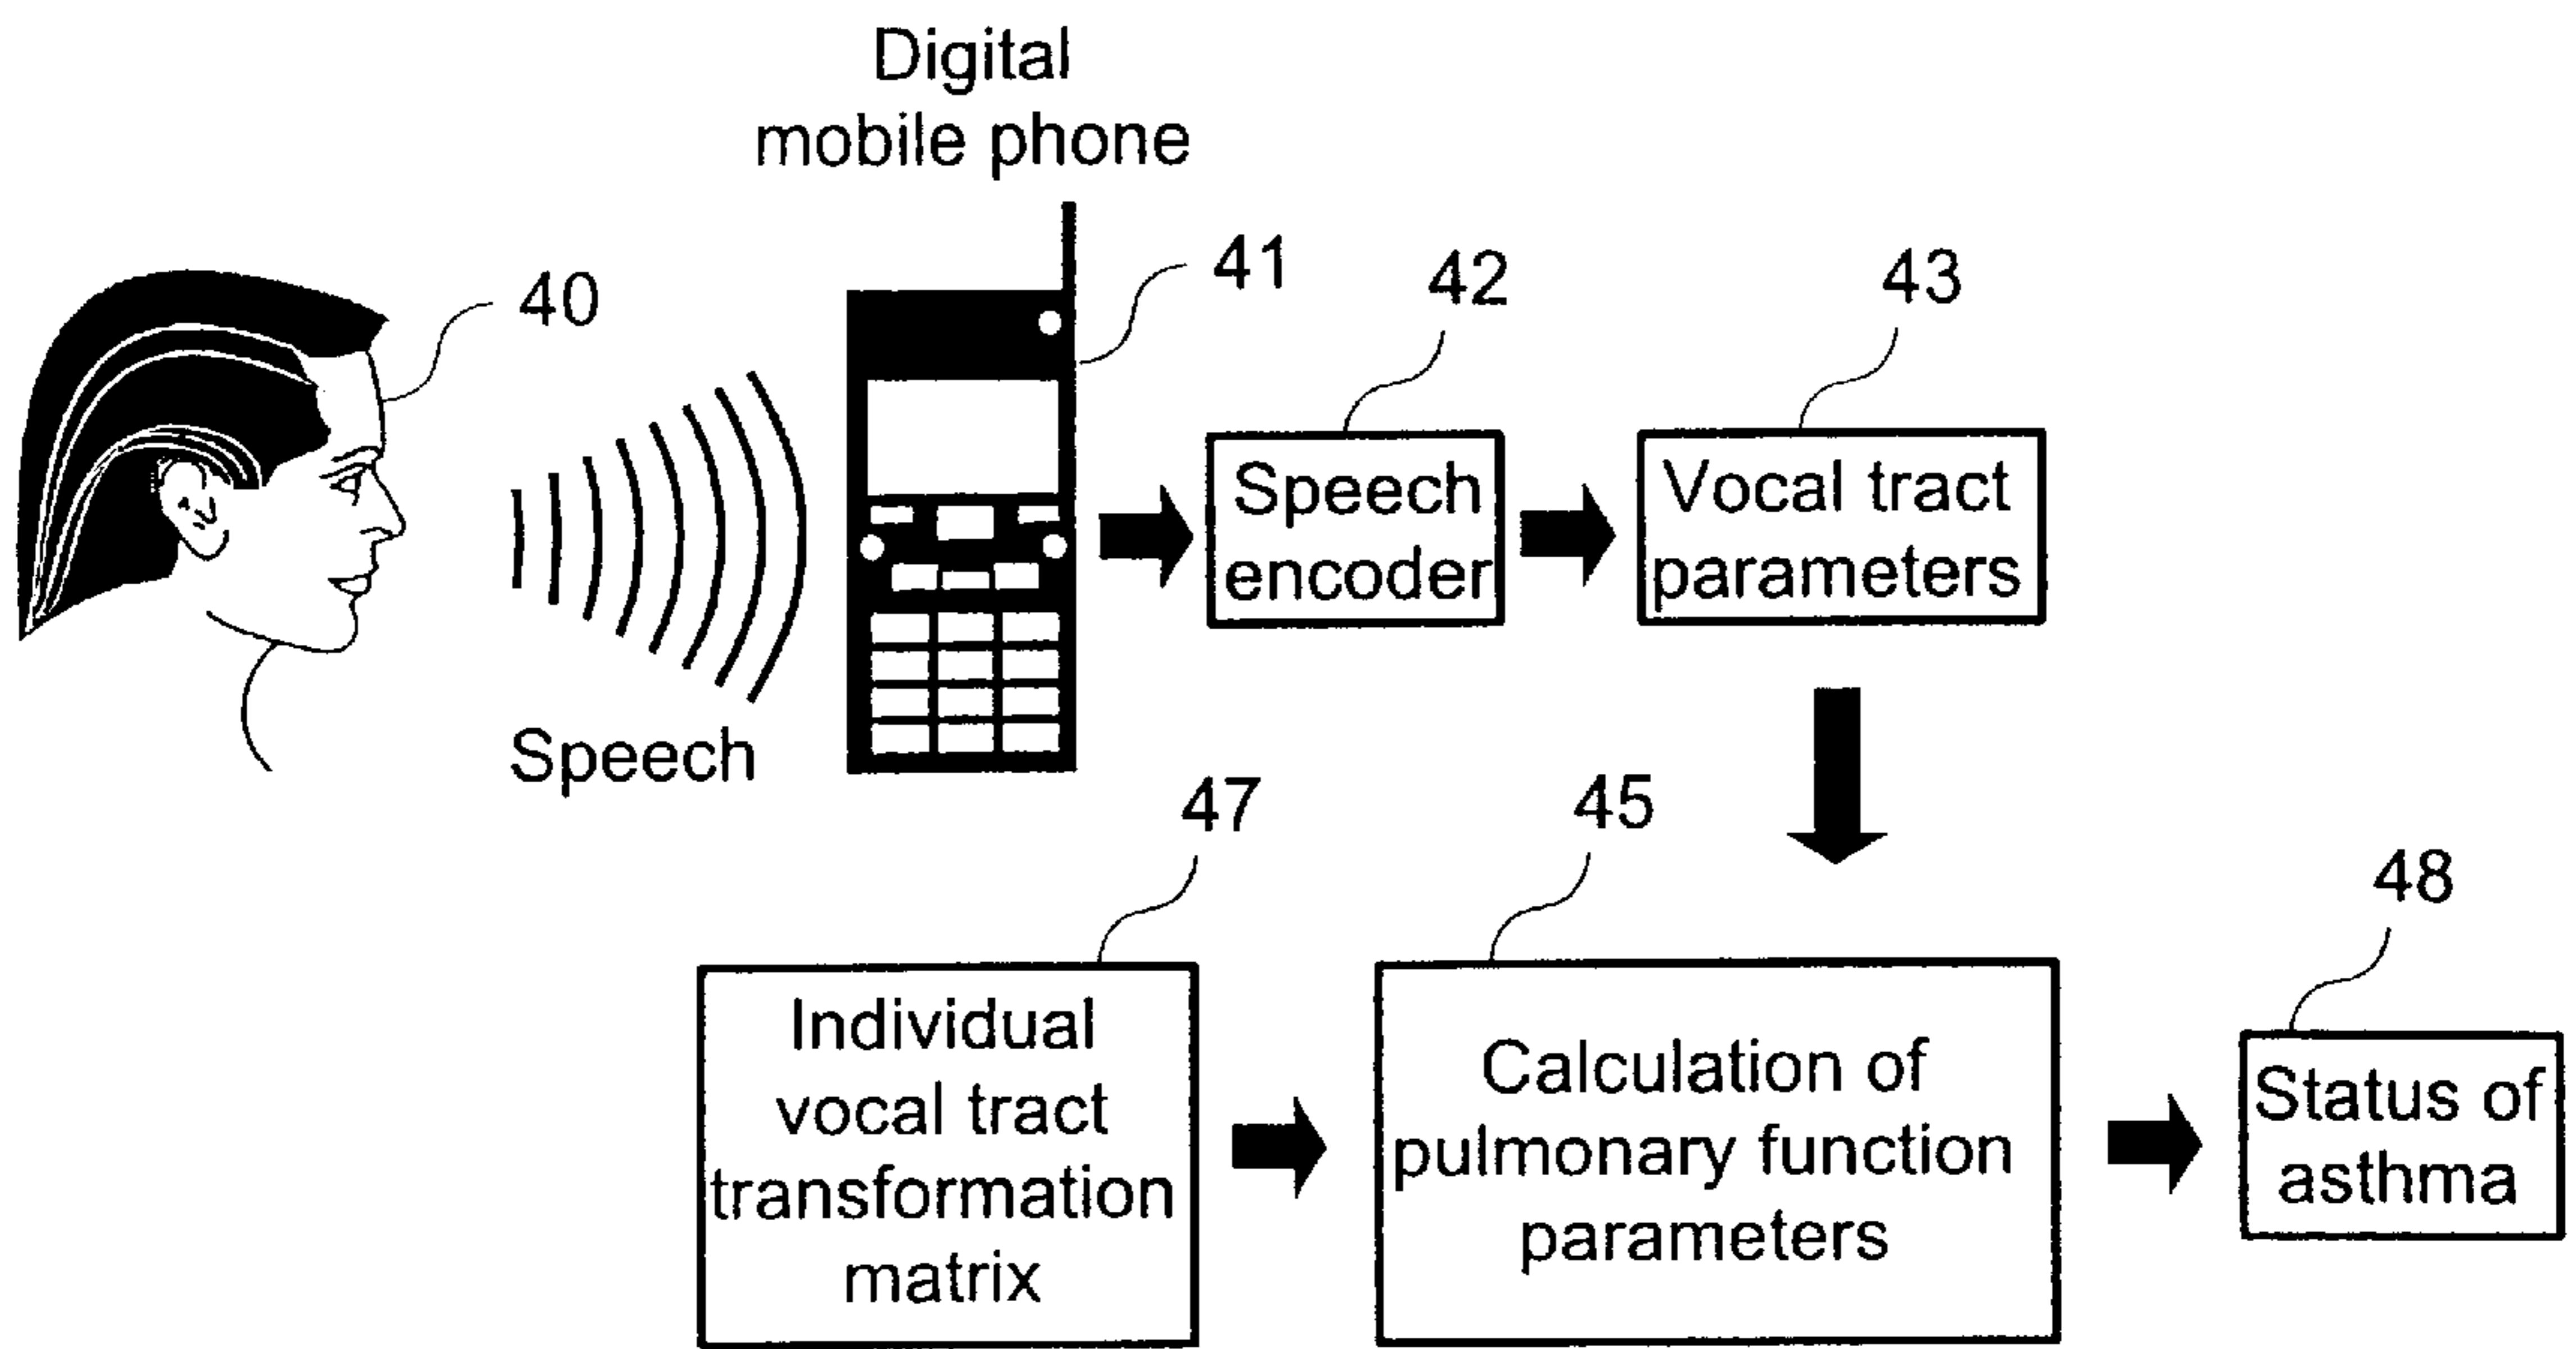 Digital
mobile phone
40
41
42
43
Speech
encoder
Vocal tract
parameters
Speech
47
45
48
Individual
vocal tract
transformation
matrix
Calculation of
pulmonary function
parameters
Status of
asthma